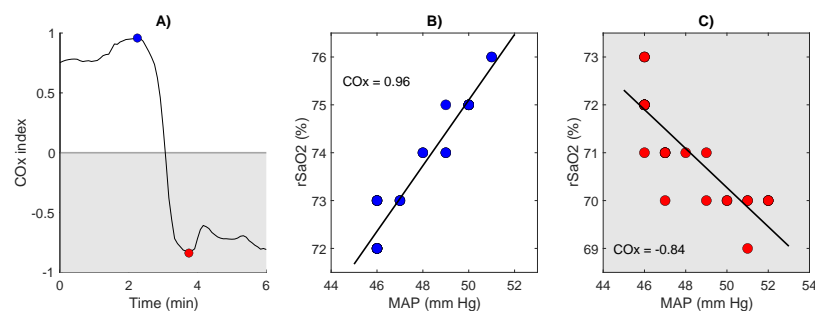 A)
1
0.5
0
-0.5
-1
COx index
0
2
4
6
Time (min)
B)
76
75
74
73
72
rSaO2 (%)
COx = 0.96
44
46
48
50
52
MAP (mm Hg)
C)
73
72
71
70
69
rSaO2 (%)
COx = -0.84
44
46
48
50
52
54
MAP (mm Hg)